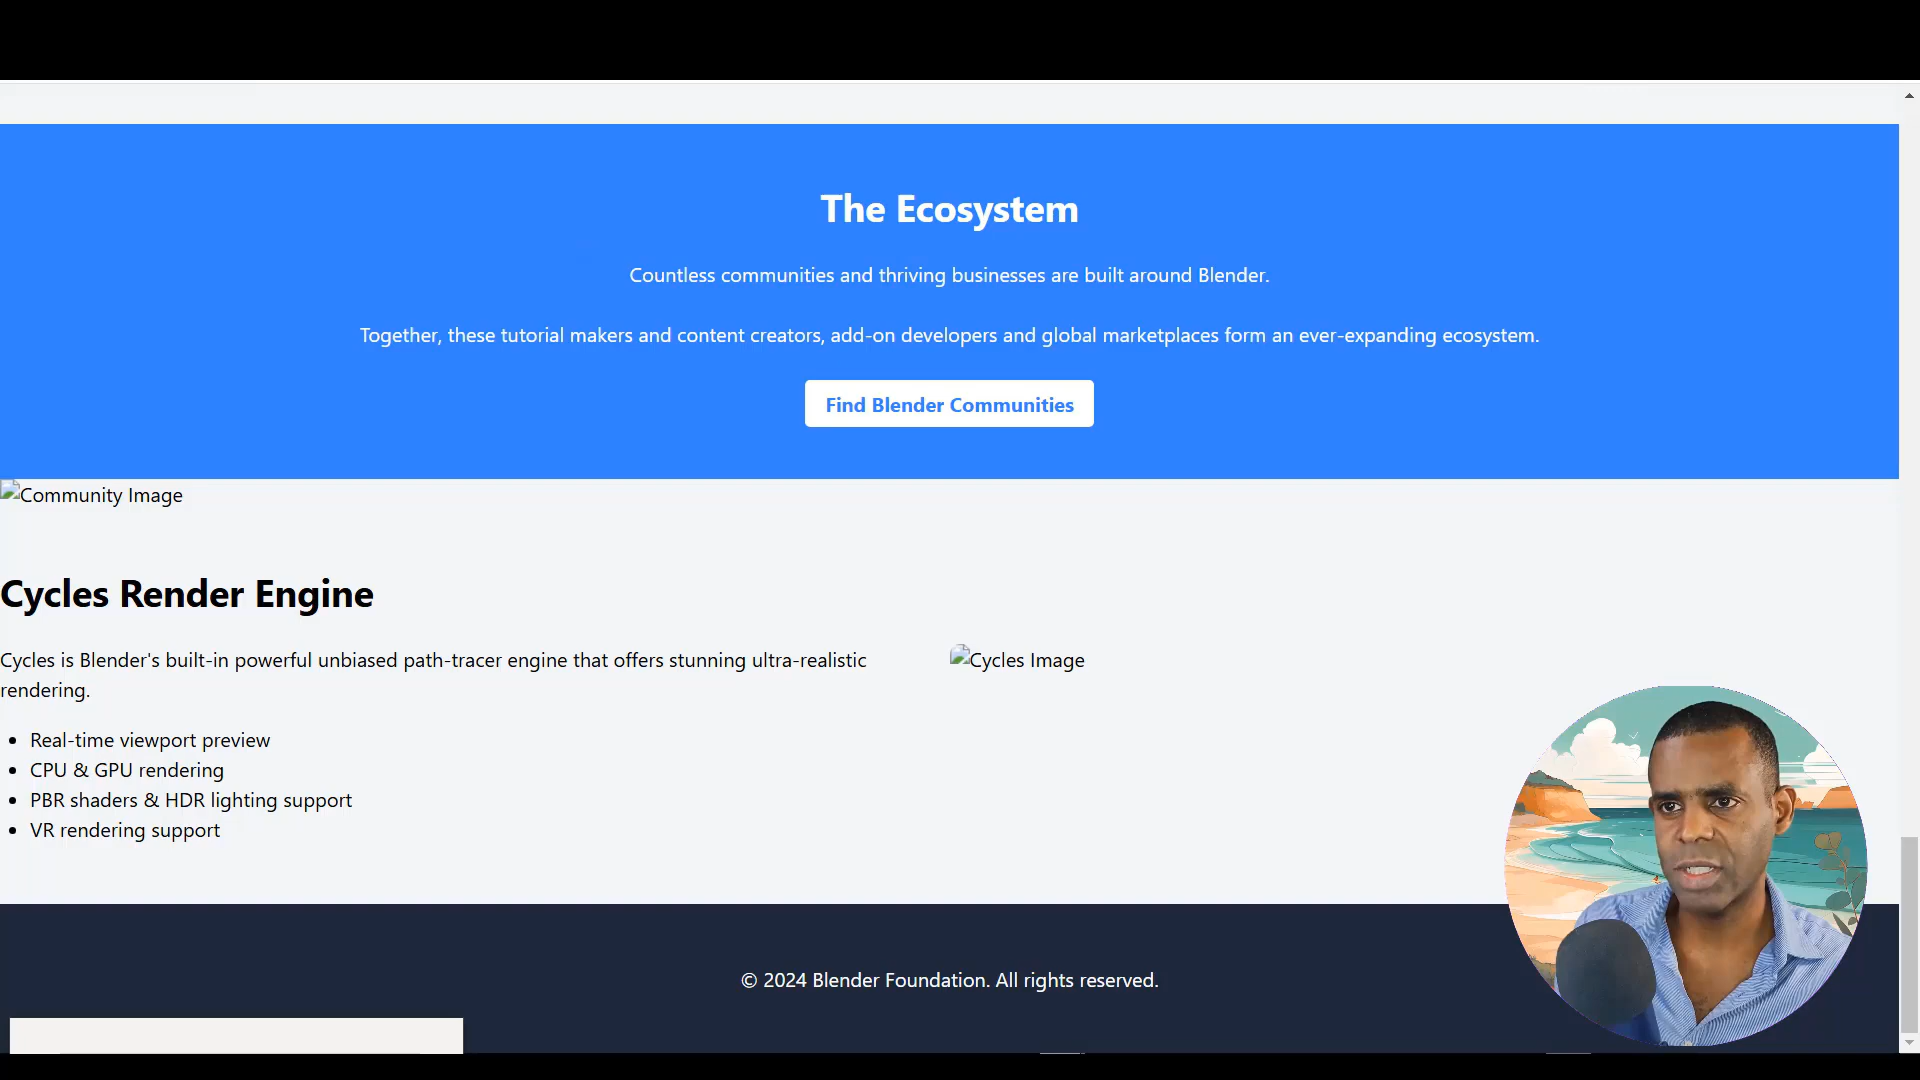 The Ecosystem
Countless communities and thriving businesses are built around Blender.
Together, these tutorial makers and content creators, add-on developers and global marketplaces form an ever-expanding ecosystem.
Find Blender Communities
Community Image
Cycles Render Engine
Cycles is Blender's built-in powerful unbiased path-tracer engine that offers stunning ultra-realistic
rendering.
Cycles Image
• Real-time viewport preview
• CPU & GPU rendering
• PBR shaders & HDR lighting support
• VR rendering support
© 2024 Blender Foundation. All rights reserved.